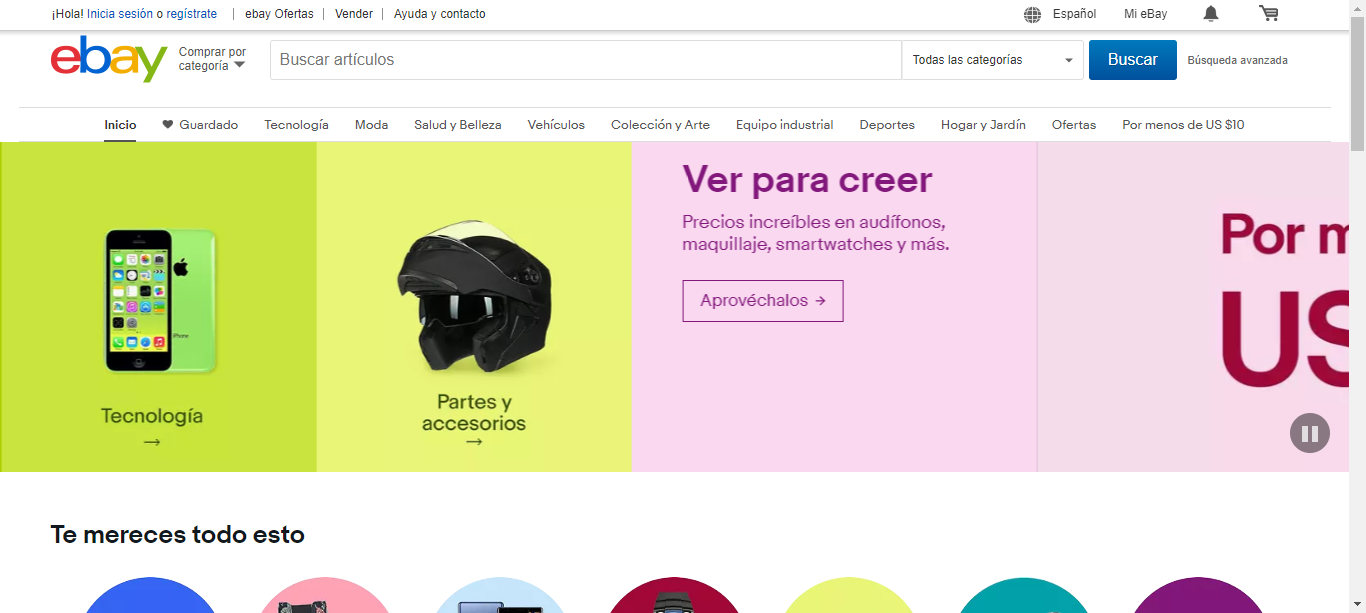 ¡Hola! Inicia sesión o regístrate
ebay Ofertas
Vender
Ayuda y contacto
Español
Mi eBay
ebay
Comprar por
categoría
Buscar artículos
Todas las categorías
Buscar
Búsqueda avanzada
Inicio
Guardado
Tecnología
Moda
Salud y Belleza
Vehículos
Colección y Arte
Equipo industrial
Deportes
Hogar y Jardín
Ofertas
Por menos de US $10
iPhone
Tecnología
Partes y
accesorios
Ver para creer
Precios increíbles en audífonos,
maquillaje, smartwatches y más.
Aprovéchalos
Por
US
Te mereces todo esto